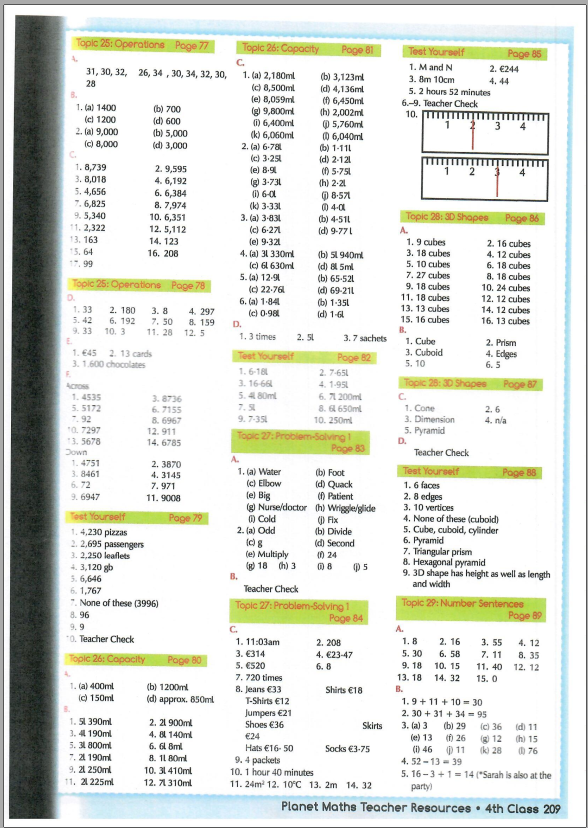 Topic 25: Operations Page 77
A.
31, 30, 32, 26, 34 , 30, 34, 32, 30,
28
B.
1. (a) 1400 (b) 700
(c) 1200 (d) 600
2. (a) 9,000 (b) 5,000
(c) 8,000 (d) 3,000
C.
1. 8,739 2. 9,595
3. 8,018 4. 6,192
5. 4,656 6. 6,384
7. 6,825 8. 7,974
9. 5,340 10. 6,351
11. 2,322 12. 5,112
13. 163 14. 123
15. 64 16. 208
17. 99
Topic 25: Operations Page 78
D.
1. 33 2. 180 3. 8 4. 297
5. 42 6. 192 7. 50 8. 159
9. 33 10. 3 11. 28 12. 5
E.
1. €45 2. 13 cards
3. 1,600 chocolates
F.
Across
1. 4535 3. 8736
5. 5172 6. 7155
7. 92 8. 6967
10. 7297 12. 911
13. 5678 14. 6785
Down
1. 4751 2. 3870
3. 8461 4. 3145
6. 72 7. 971
9. 6947 11. 9008
Test Yourself Page 79
1. 4,230 pizzas
2. 2,695 passengers
3. 2,250 leaflets
4. 3,120 gb
5. 6,646
6. 1,767
7. None of these (3996)
8. 96
9. 9
10. Teacher Check
Topic 26: Capacity Page 80
A.
1. (a) 400ml (b) 1200ml
(c) 150ml (d) approx. 850ml
B.
1. 5l 390ml 2. 2l 900ml
3. 4l 190ml 4. 8l 140ml
5. 3l 800ml 6. 6l 8ml
7. 2l 190ml 8. 1l 80ml
9. 2l 250ml 10. 3l 410ml
11. 2l 225ml 12. 7l 310ml
Topic 26: Capacity Page 81
C.
1. (a) 2,180ml (b) 3,123ml
(c) 8,500ml (d) 4,136ml
(e) 8,059ml (f) 6,450ml
(g) 9,800ml (h) 2,002ml
(i) 6,400ml (j) 5,760ml
(k) 6,060ml (l) 6,040ml
2. (a) 6·78l (b) 1·11l
(c) 3·25l (d) 2·12l
(e) 8·9l (f) 5·75l
(g) 3·73l (h) 2·2l
(i) 6·0l (j) 8·57l
(k) 3·33l (l) 4·0l
3. (a) 3·83l (b) 4·51l
(c) 6·27l (d) 9·77 l
(e) 9·32l
4. (a) 3l 330ml (b) 5l 940ml
(c) 6l 630ml (d) 8l 5ml
5. (a) 12·9l (b) 65·52l
(c) 22·76l (d) 69·21l
6. (a) 1·84l (b) 1·35l
(c) 0·98l (d) 1·6l
D.
1. 3 times 2. 5l 3. 7 sachets
Test Yourself Page 82
1. 6·18l 2. 7·65l
3. 16·66l 4. 1·95l
5. 4l 80ml 6. 7l 200ml
7. 5l 8. 6l 650ml
9. 7·35l 10. 250ml
Topic 27: Problem-Solving 1
Page 83
A.
1. (a) Water (b) Foot
(c) Elbow (d) Quack
(e) Big (f) Patient
(g) Nurse/doctor (h) Wriggle/glide
(i) Cold (j) Fix
2. (a) Odd (b) Divide
(c) g (d) Second
(e) Multiply (f) 24
(g) 18 (h) 3 (i) 8 (j) 5
B.
Teacher Check
Topic 27: Problem-Solving 1
Page 84
C.
1. 11:03am 2. 208
3. €314 4. €23-47
5. €520 6. 8
7. 720 times
8. Jeans €33 Shirts €18
T-Shirts €12
Jumpers €21
Shoes €36 Skirts
€26
Hats €16· 50 Socks €3-75
9. 4 packets
10. 1 hour 40 minutes
11. 24m² 12. 10°C 13. 2m 14. 32
Test Yourself Page 85
1. M and N 2. €244
3. 8m 10cm 4. 44
5. 2 hours 52 minutes
6.–9. Teacher Check
10.
1 2 3 4
1 2 3 4
Topic 28: 3D Shapes Page 86
A.
1. 9 cubes 2. 16 cubes
3. 18 cubes 4. 12 cubes
5. 10 cubes 6. 18 cubes
7. 27 cubes 8. 18 cubes
9. 18 cubes 10. 24 cubes
11. 18 cubes 12. 12 cubes
13. 13 cubes 14. 12 cubes
15. 16 cubes 16. 13 cubes
B.
1. Cube 2. Prism
3. Cuboid 4. Edges
5. 10 6. 5
Topic 28: 3D Shapes Page 87
C.
1. Cone 2. 6
3. Dimension 4. n/a
5. Pyramid
D.
Teacher Check
Test Yourself Page 88
1. 6 faces
2. 8 edges
3. 10 vertices
4. None of these (cuboid)
5. Cube, cuboid, cylinder
6. Pyramid
7. Triangular prism
8. Hexagonal pyramid
9. 3D shape has height as well as length
and width
Topic 29: Number Sentences
Page 89
A.
1. 8 2. 16 3. 55 4. 12
5. 30 6. 58 7. 11 8. 35
9. 18 10. 15 11. 40 12. 12
13. 18 14. 32 15. 0
B.
1. 9 + 11 + 10 = 30
2. 30 + 31 + 34 = 95
3. (a) 3 (b) 29 (c) 36 (d) 11
(e) 13 (f) 26 (g) 12 (h) 15
(i) 46 (j) 11 (k) 28 (l) 76
4. 52 – 13 = 39
5. 16 – 3 + 1 = 14 (*Sarah is also at the
party)
Planet Maths Teacher Resources • 4th Class 209